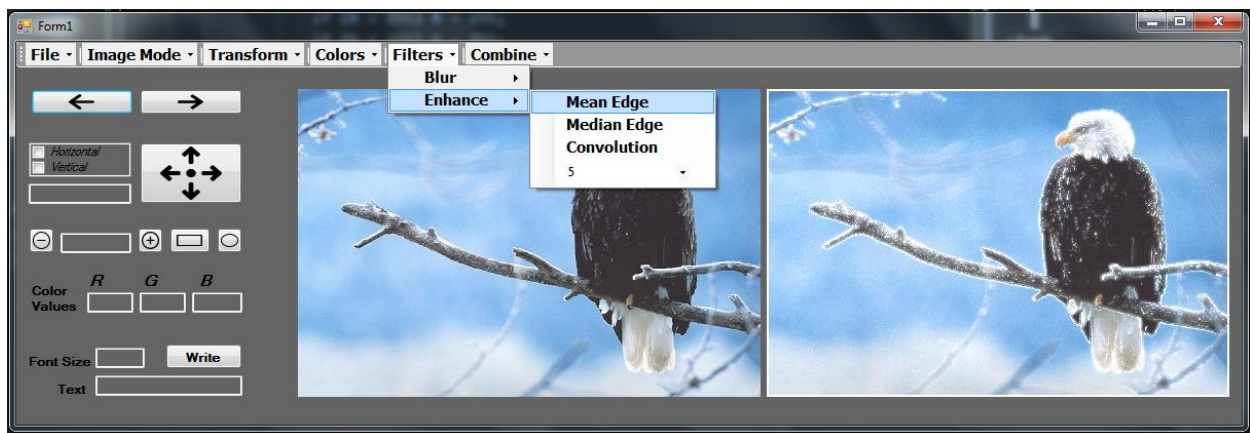 Form1
File Image Mode Transform Colors Filters Combine
Blur
Enhance
Mean Edge
Median Edge
Convolution
5
Horizontal
Vertical
R G B
Color
Values
Font Size Write
Text